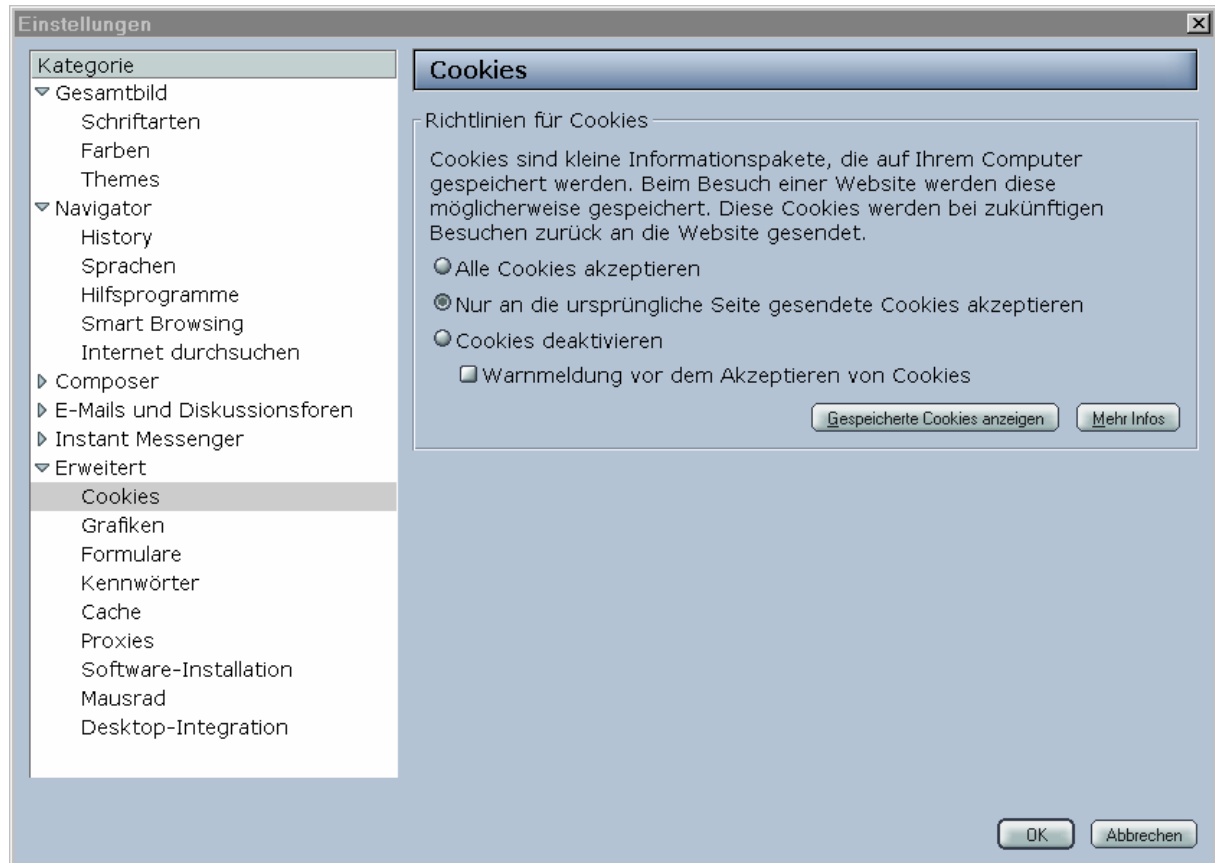 Einstellungen
Kategorie
Gesamtbild
Schriftarten
Farben
Themes
Navigator
History
Sprachen
Hilfsprogramme
Smart Browsing
Internet durchsuchen
Composer
E-Mails und Diskussionsforen
Instant Messenger
Erweitert
Cookies
Grafiken
Formulare
Kennwörter
Cache
Proxies
Software-Installation
Mausrad
Desktop-Integration
Cookies
Richtlinien für Cookies
Cookies sind kleine Informationspakete, die auf Ihrem Computer
gespeichert werden. Beim Besuch einer Website werden diese
möglicherweise gespeichert. Diese Cookies werden bei zukünftigen
Besuchen zurück an die Website gesendet.
Alle Cookies akzeptieren
Nur an die ursprüngliche Seite gesendete Cookies akzeptieren
Cookies deaktivieren
Warnmeldung vor dem Akzeptieren von Cookies
Gespeicherte Cookies anzeigen
Mehr Infos
OK
Abbrechen